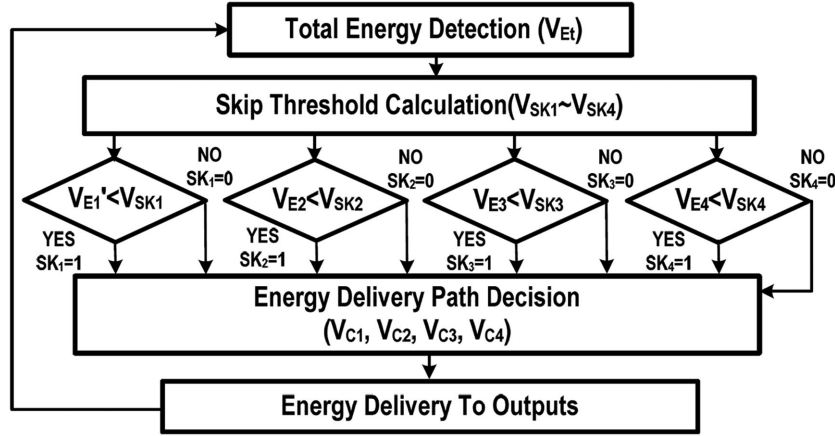 Total Energy Detection (VEt)
Skip Threshold Calculation(VSK1~VSK4)
NO
SK1=0
NO
SK2=0
NO
SK3=0
NO
SK4=0
VE1'<VSK1
VE2<VSK2
VE3<VSK3
VE4<VSK4
YES
SK1=1
YES
SK2=1
YES
SK3=1
YES
SK4=1
Energy Delivery Path Decision
(VC1, VC2, VC3, VC4)
Energy Delivery To Outputs